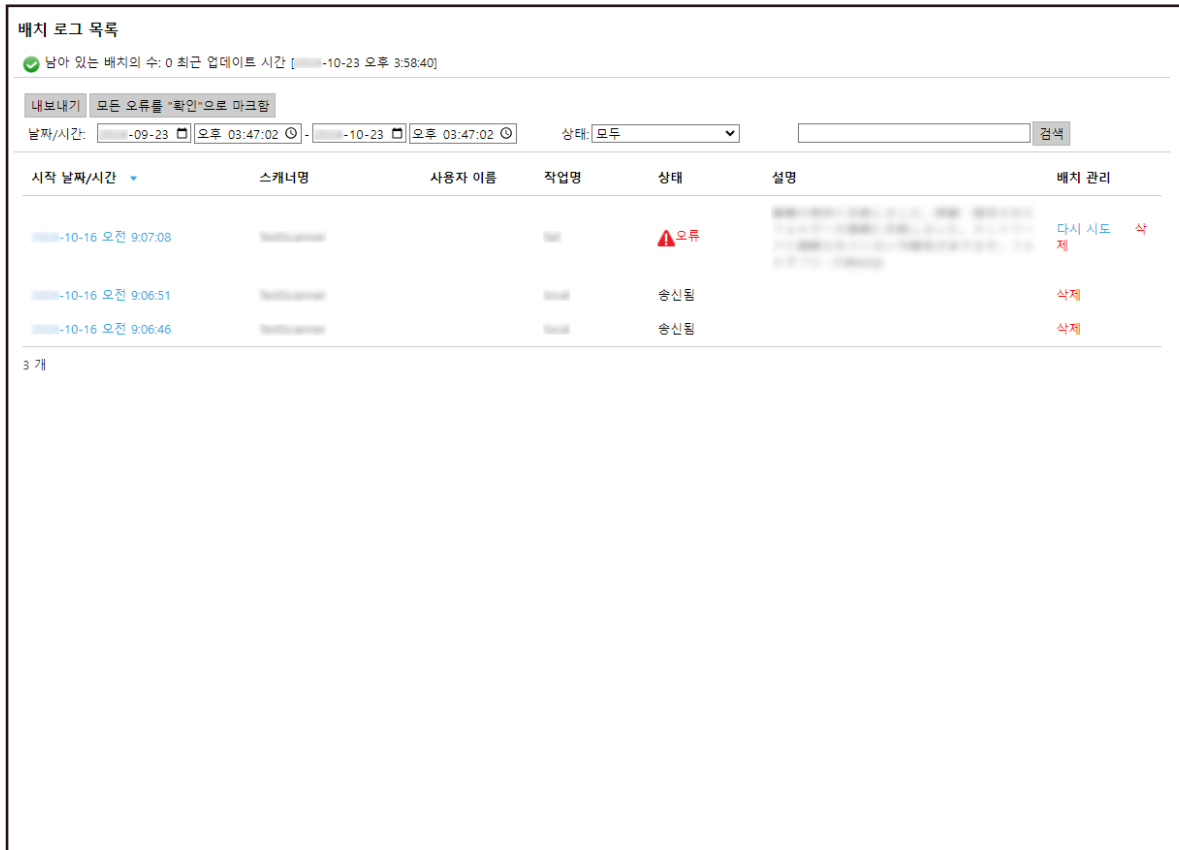 배치 로그 목록
남아 있는 배치의 수: 0 최근 업데이트 시간 [ -10-23 오후 3:58:40]
내보내기 모든 오류를 "확인"으로 마크함
날짜/시간: -09-23 오후 03:47:02 - -10-23 오후 03:47:02 상태: 모두 검색
시작 날짜/시간 스캐너명 사용자 이름 작업명 상태 설명 배치 관리
-10-16 오전 9:07:08 오류 다시 시도 삭
제
-10-16 오전 9:06:51 송신됨 삭제
-10-16 오전 9:06:46 송신됨 삭제
3 개